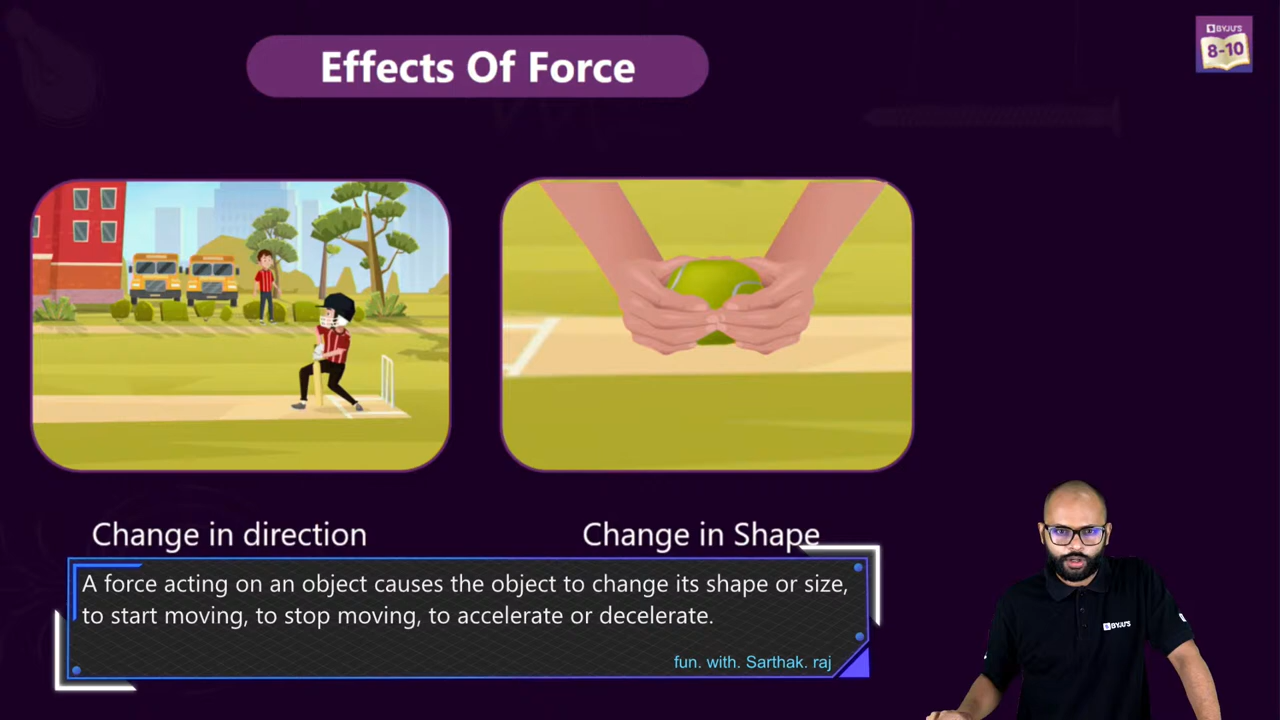 BYJU'S
8-10
Effects Of Force
Change in direction
Change in Shape
A force acting on an object causes the object to change its shape or size,
to start moving, to stop moving, to accelerate or decelerate.
fun. with. Sarthak. raj
BYJU'S